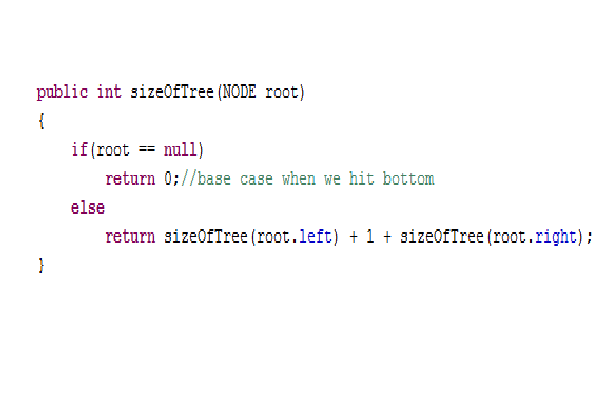 public int sizeOfTree(NODE root)
{
if(root == null)
return 0;//base case when we hit bottom
else
return sizeOfTree(root.left) + 1 + sizeOfTree(root.right);
}